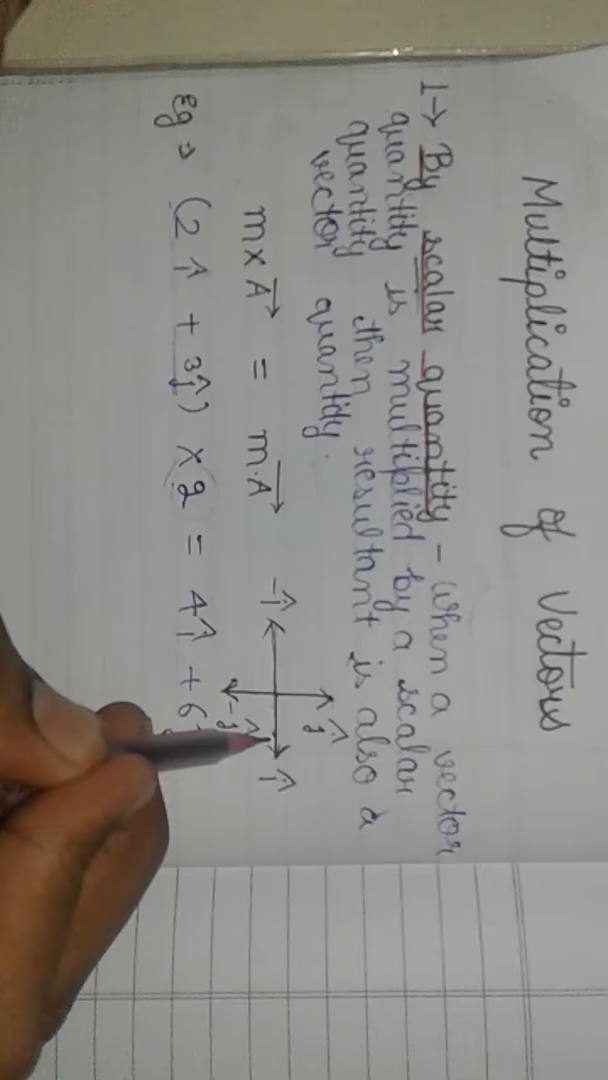 Multiplication of Vectors
1→ By scalar quantity - When a vector
quantity is multiplied by a scalar
quantity then resultant is also a
vector quantity.
m × A⃗ = m.A⃗
-î ĵ -ĵ î
Eg → (2 î + 3ĵ) × 2 = 4î + 6